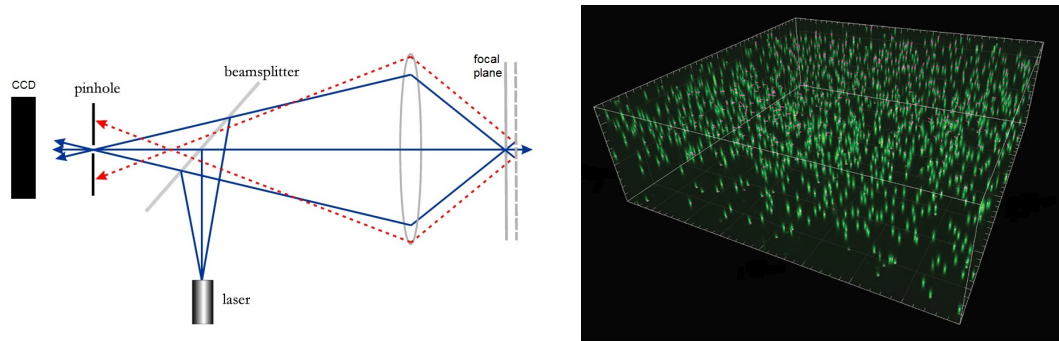 CCD
pinhole
beamsplitter
focal
plane
laser